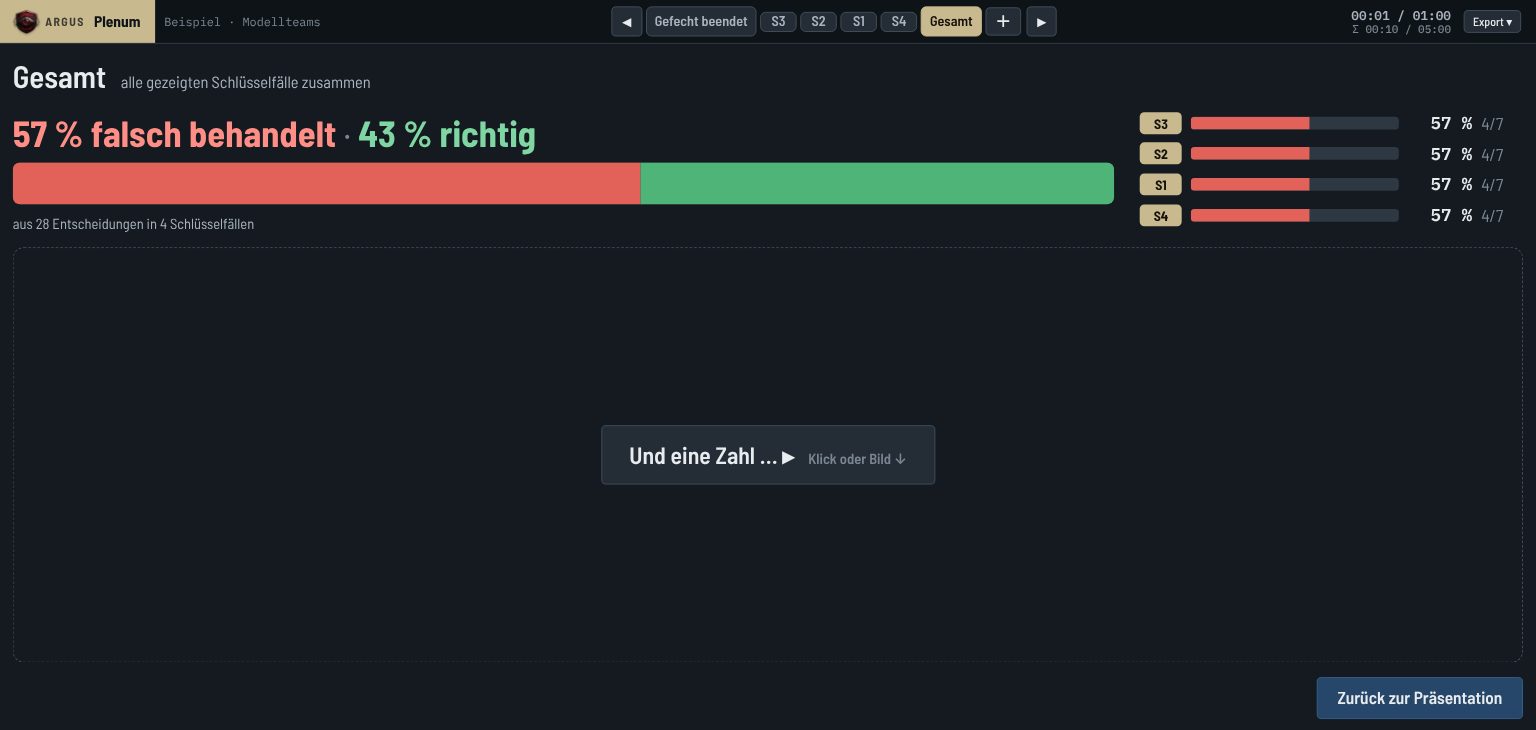 ARGUS Plenum Beispiel · Modellteams ◀ Gefecht beendet S3 S2 S1 S4 Gesamt + ▶ 00:01 / 01:00 Export ▾
Σ 00:10 / 05:00
Gesamt alle gezeigten Schlüsselfälle zusammen
57 % falsch behandelt · 43 % richtig
aus 28 Entscheidungen in 4 Schlüsselfällen
S3 57 % 4/7
S2 57 % 4/7
S1 57 % 4/7
S4 57 % 4/7
Und eine Zahl … ▶ Klick oder Bild ↓
Zurück zur Präsentation